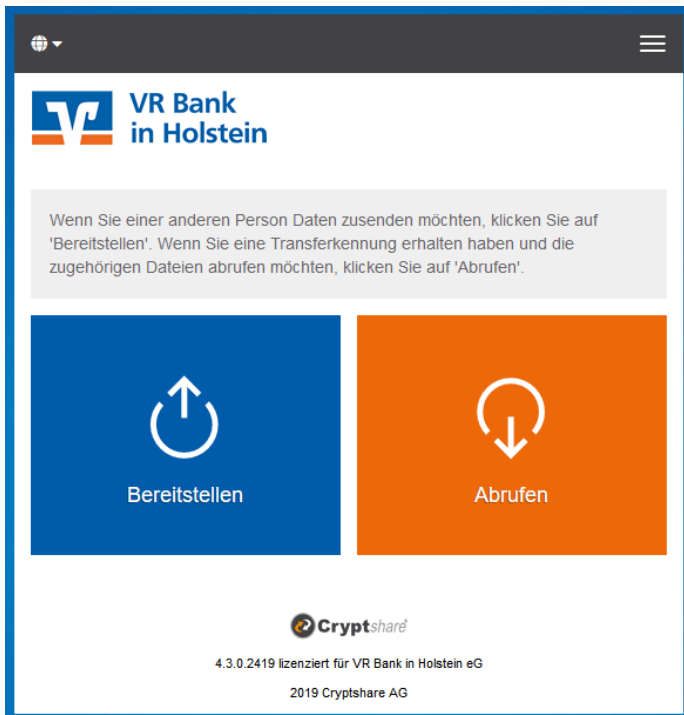 VR Bank
in Holstein
Wenn Sie einer anderen Person Daten zusenden möchten, klicken Sie auf
'Bereitstellen'. Wenn Sie eine Transferkennung erhalten haben und die
zugehörigen Dateien abrufen möchten, klicken Sie auf 'Abrufen'.
Bereitstellen
Abrufen
Cryptshare
4.3.0.2419 lizenziert für VR Bank in Holstein eG
2019 Cryptshare AG